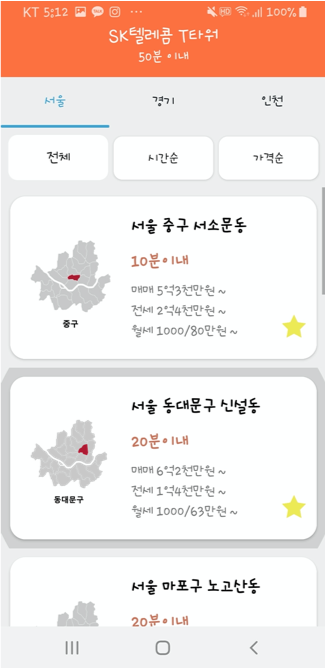 KT 5:12 ... HD 100%
SK텔레콤 T타워
50분 이내
서울 경기 인천
전체 시간순 가격순
서울 중구 서소문동
10분이내
매매 5억3천만원 ~
전세 2억4천만원 ~
월세 1000/80만원 ~
중구
서울 동대문구 신설동
20분이내
매매 6억2천만원 ~
전세 1억4천만원 ~
월세 1000/63만원 ~
동대문구
서울 마포구 노고산동
20분이내